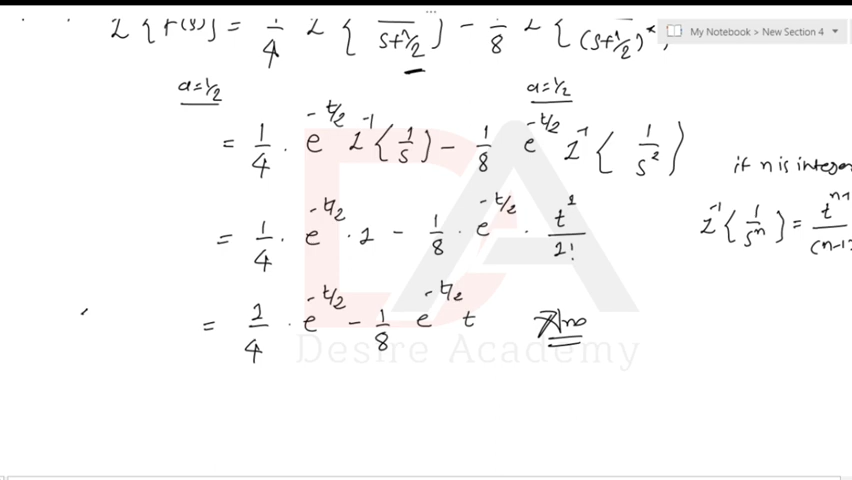 My Notebook > New Section 4
L⁻¹ { F(s) } = 1/4 L⁻¹ { 1/(s+1/2) } - 1/8 L⁻¹ { 1/(s+1/2)² }
a=1/2 a=1/2
= 1/4 · e^(-t/2) L⁻¹ { 1/s } - 1/8 e^(-t/2) L⁻¹ { 1/s² }
if n is integer
= 1/4 · e^(-t/2) · 1 - 1/8 · e^(-t/2) · t¹/1!
L⁻¹ { 1/sⁿ } = t^(n-1)/(n-1)
= 1/4 · e^(-t/2) - 1/8 e^(-t/2) t Ans
Desire Academy